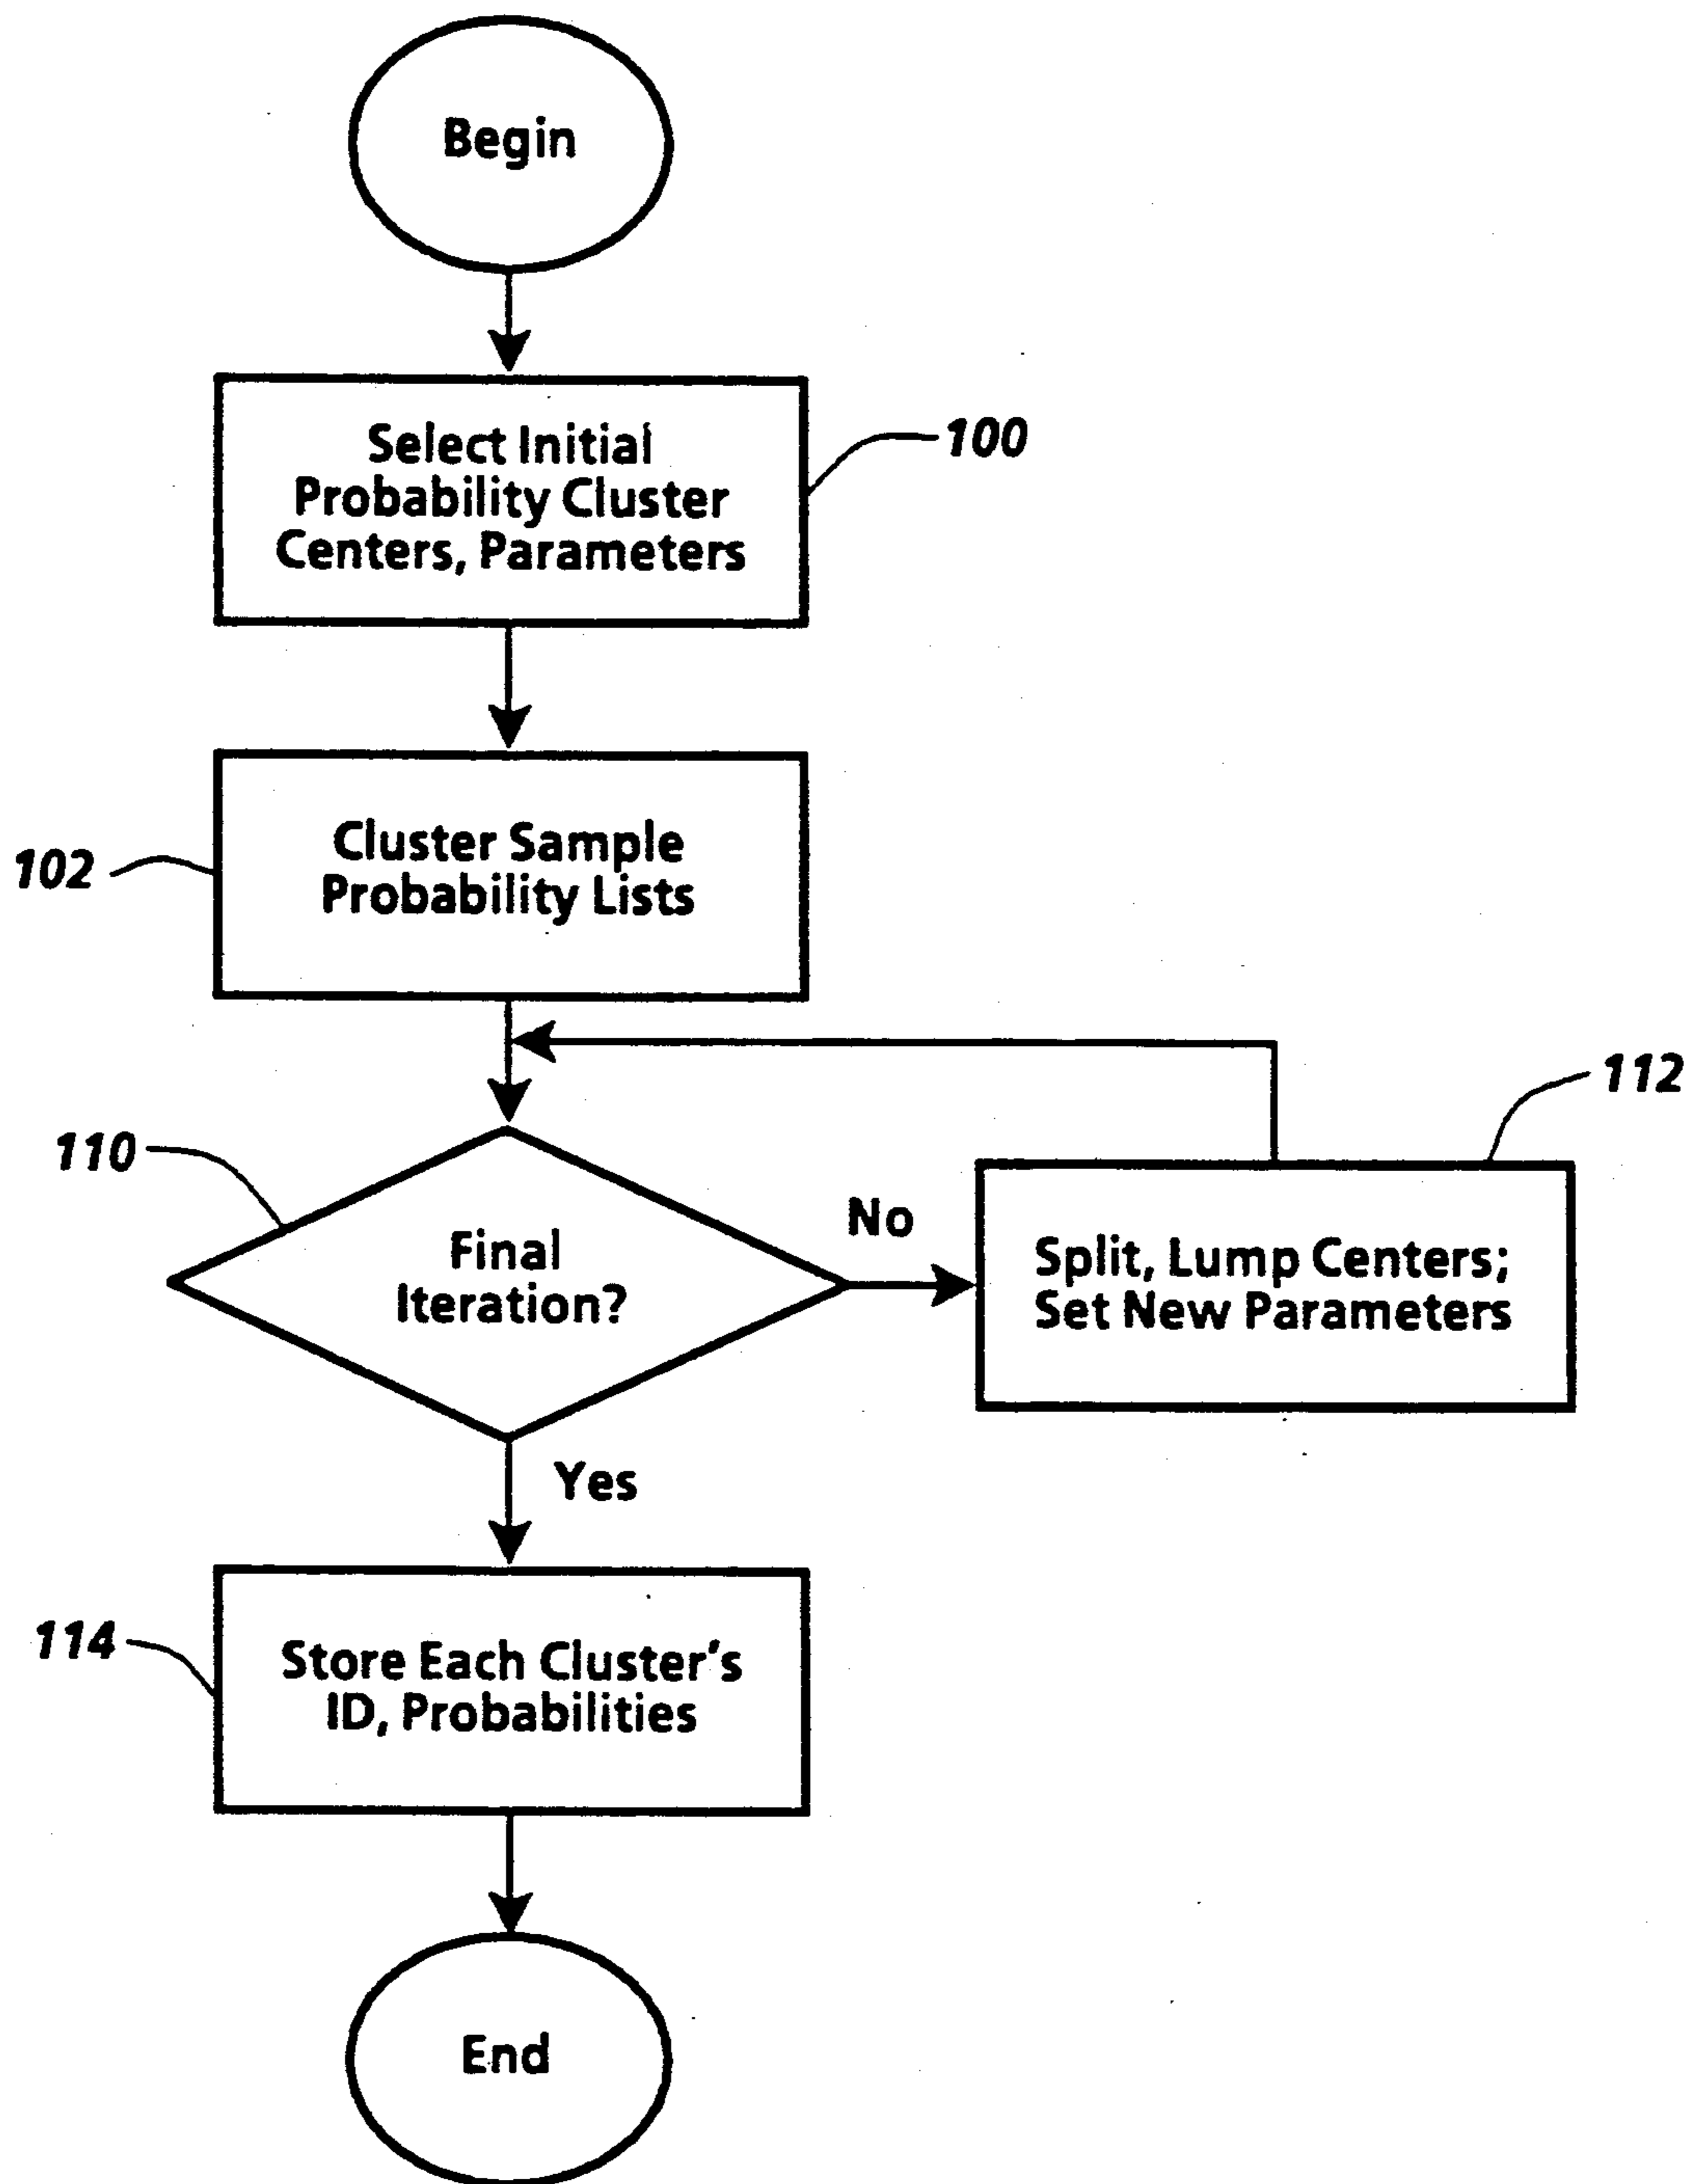 Begin
Select Initial
Probability Cluster
Centers, Parameters
100
Cluster Sample
Probability Lists
102
112
110
Final
Iteration?
No
Split, Lump Centers;
Set New Parameters
Yes
114
Store Each Cluster's
ID, Probabilities
End